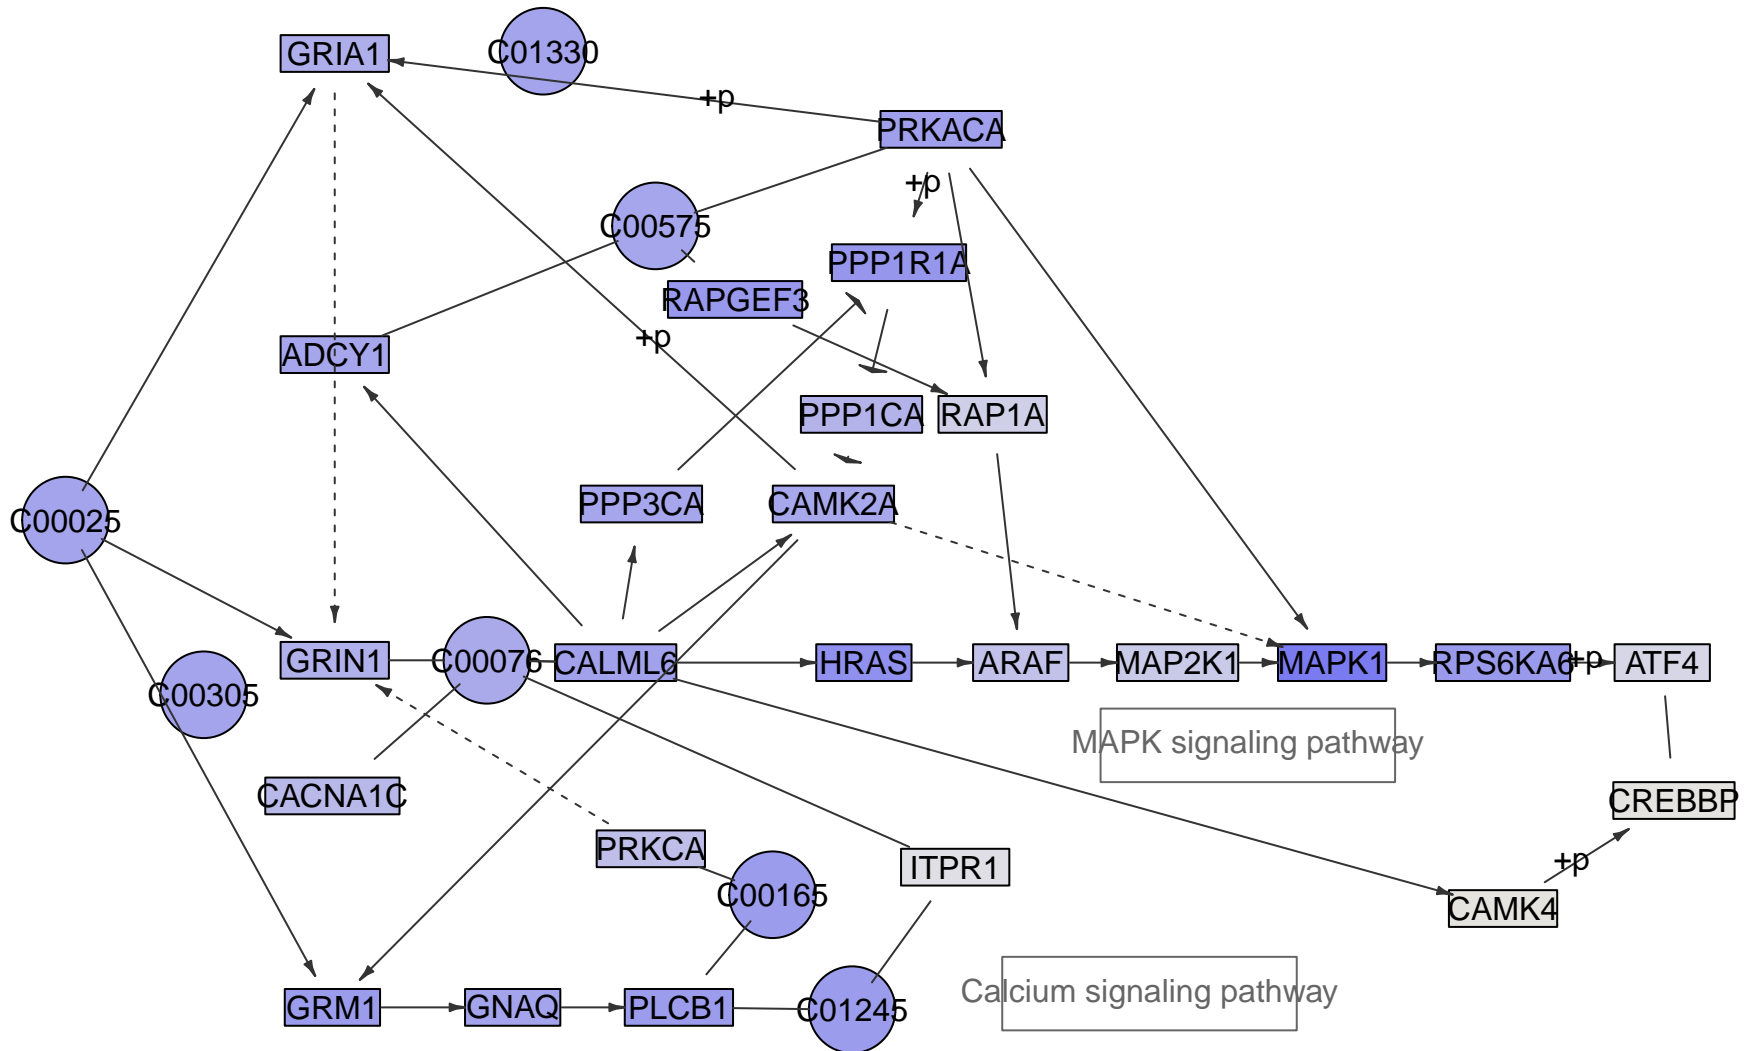 GRIA1
C01330
+p
PRKACA
+p
C00575
PPP1R1A
RAPGEF3
+p
ADCY1
PPP1CA
RAP1A
PPP3CA
CAMK2A
C00025
GRIN1
C00076
CALML6
HRAS
ARAF
MAP2K1
MAPK1
RPS6KA6
+p
ATF4
C00305
MAPK signaling pathway
CACNA1C
CREBBP
PRKCA
ITPR1
+p
C00165
CAMK4
Calcium signaling pathway
GRM1
GNAQ
PLCB1
C01245